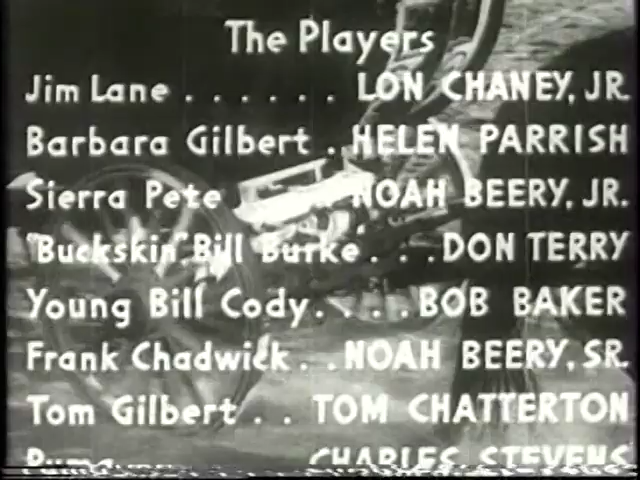 The Players
Jim Lane . . . . . . LON CHANEY, JR.
Barbara Gilbert . HELEN PARRISH
Sierra Pete NOAH BEERY, JR.
"Buckskin" Bill Burke . . . DON TERRY
Young Bill Cody. . . . BOB BAKER
Frank Chadwick . . NOAH BEERY, SR.
Tom Gilbert . . TOM CHATTERTON
CHARLES STEVENS